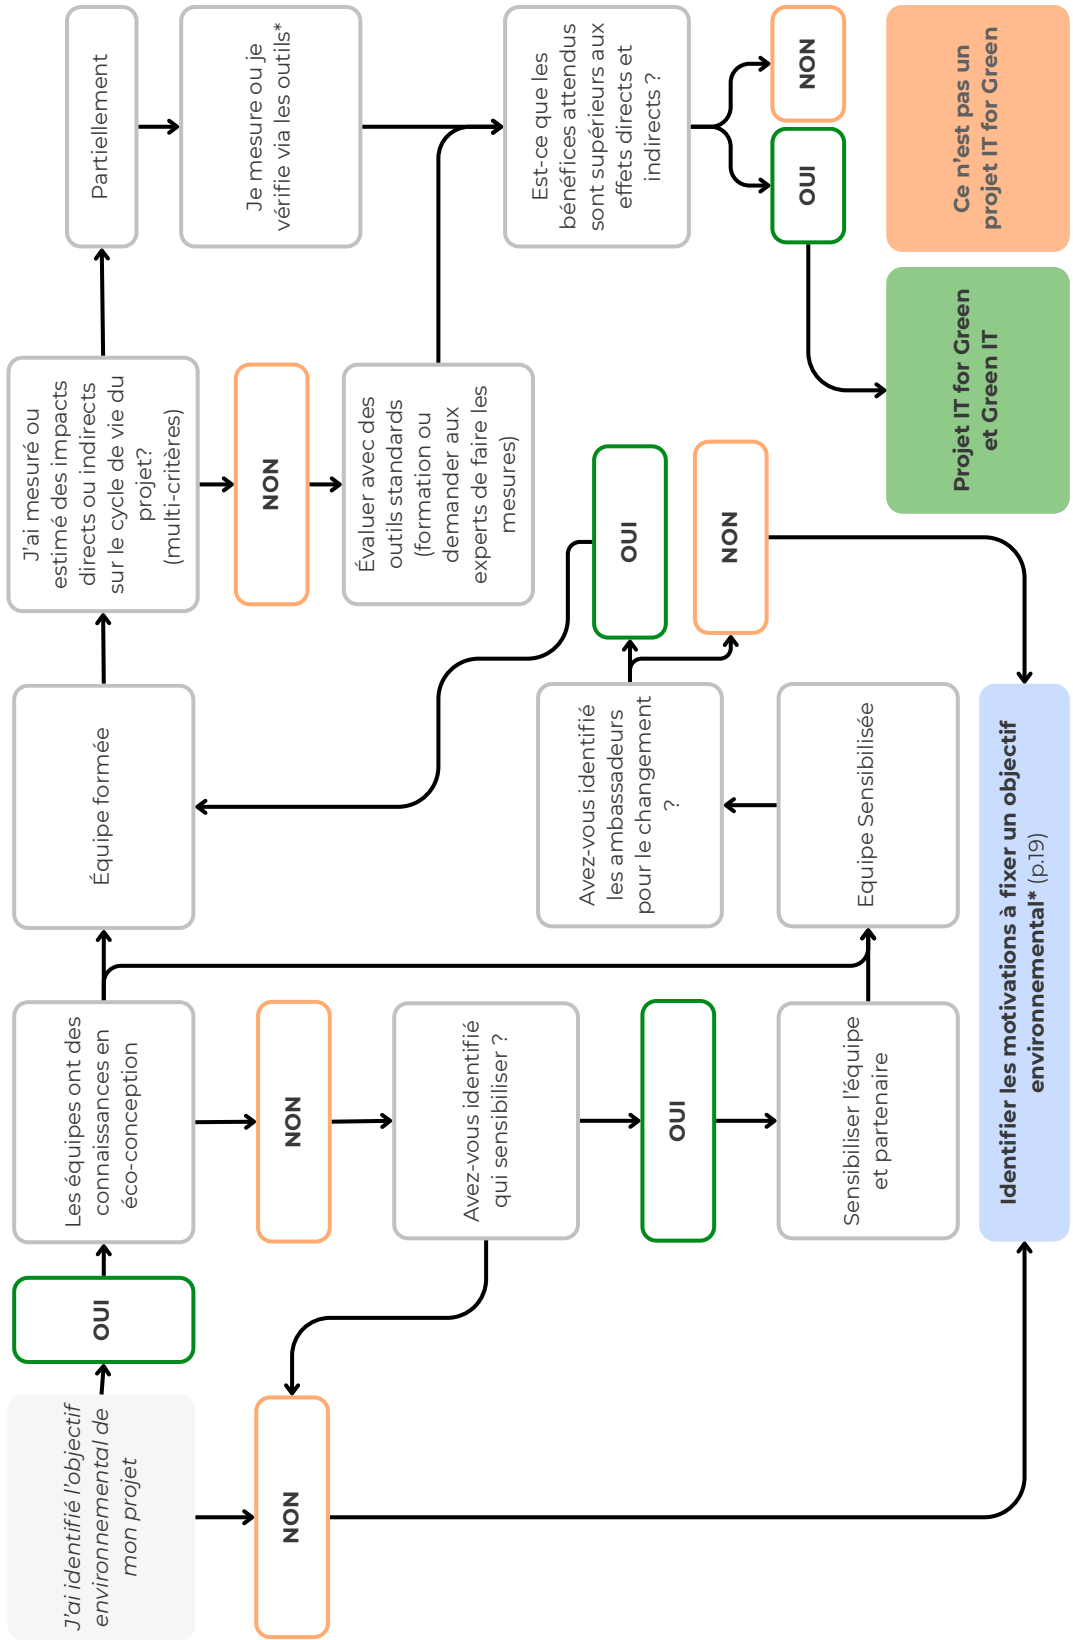 J'ai identifié l'objectif
environnemental de
mon projet
OUI
Les équipes ont des
connaissances en
éco-conception
Équipe formée
J'ai mesuré ou
estimé des impacts
directs ou indirects
sur le cycle de vie du
projet?
(multi-critères)
Partiellement
Je mesure ou je
vérifie via les outils*
NON
NON
Avez-vous identifié
qui sensibiliser ?
OUI
Sensibiliser l'équipe
et partenaire
Equipe Sensibilisée
Avez-vous identifié
les ambassadeurs
pour le changement
?
OUI
NON
NON
Évaluer avec des
outils standards
(formation ou
demander aux
experts de faire les
mesures)
Est-ce que les
bénéfices attendus
sont supérieurs aux
effets directs et
indirects ?
OUI
NON
Projet IT for Green
et Green IT
Ce n'est pas un
projet IT for Green
Identifier les motivations à fixer un objectif
environnemental* (p.19)